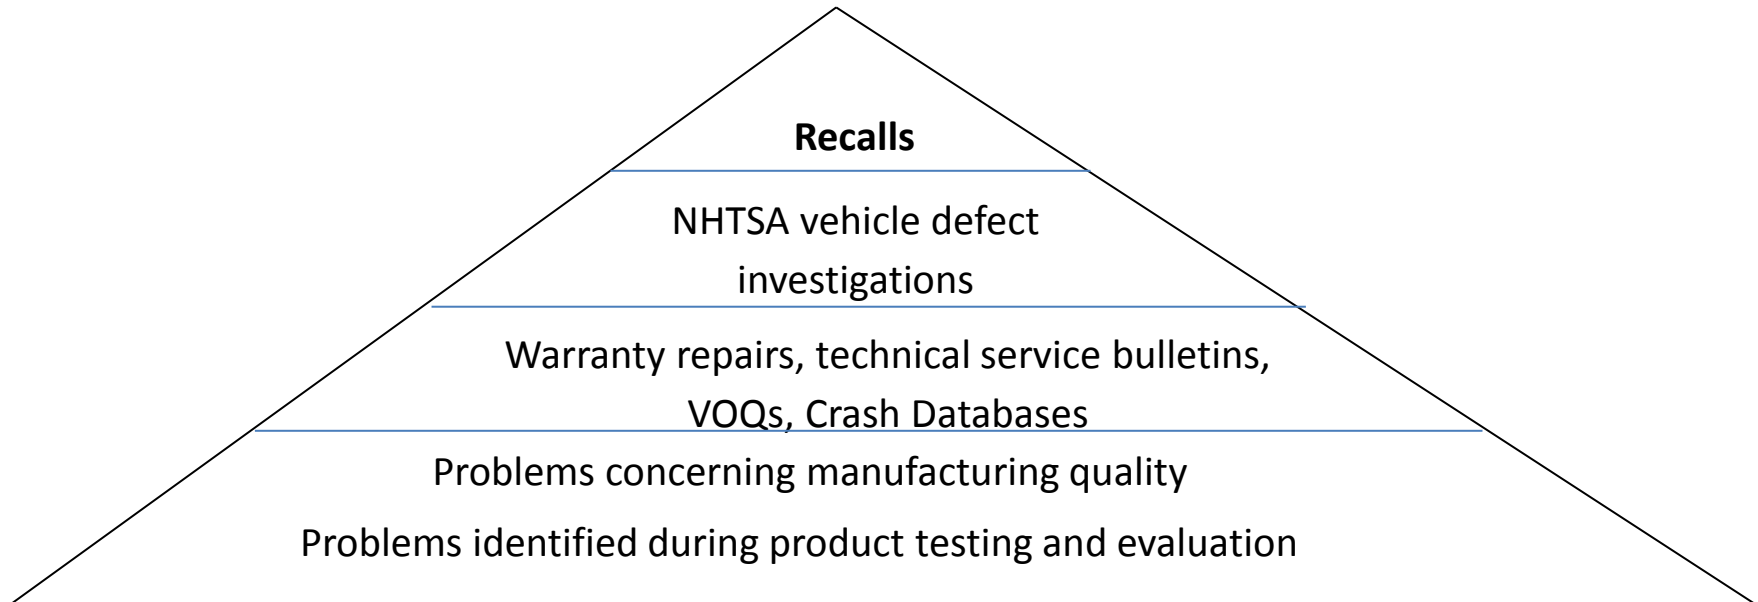 Recalls
NHTSA vehicle defect
investigations
Warranty repairs, technical service bulletins,
VOQs, Crash Databases
Problems concerning manufacturing quality
Problems identified during product testing and evaluation